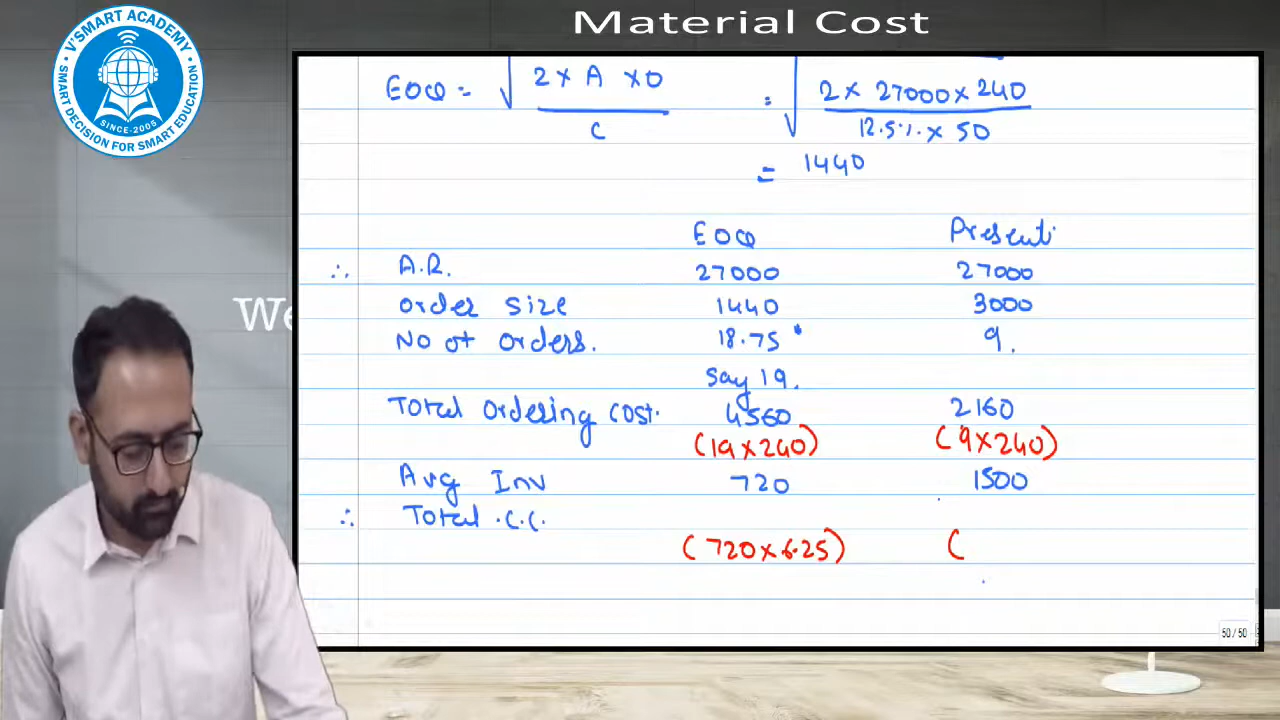 Material Cost
V'SMART ACADEMY
SINCE-2005
SMART DECISION FOR SMART EDUCATION
We
EOQ = √ 2 × A × O / C = √ 2 × 27000 × 240 / 12.5% × 50
= 1440
EOQ Present
∴ A.R. 27000 27000
Order size 1440 3000
No of orders. 18.75 9.
Say 19.
Total Ordering cost. 4560 2160
(19×240) (9×240)
Avg Inv 720 1500
∴ Total .C.C.
(720×6.25) (
50/50